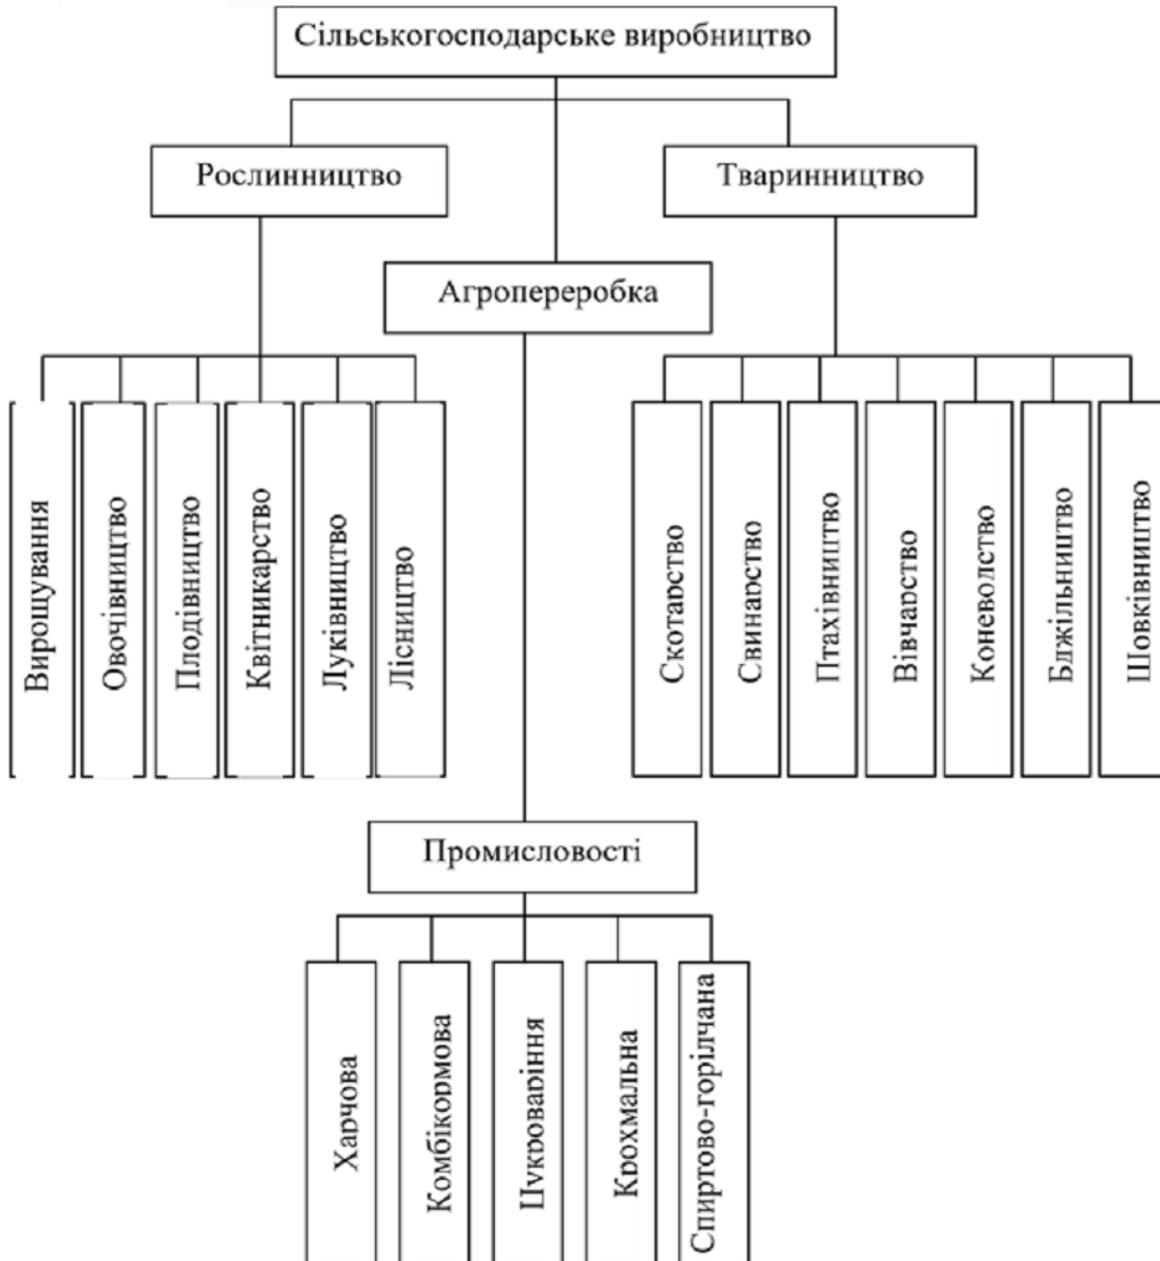 Сільськогосподарське виробництво
Рослинництво
Тваринництво
Агропереробка
Вирощування
Овочівництво
Плодівництво
Квітникарство
Луківництво
Лісництво
Скотарство
Свинарство
Птахівництво
Вівчарство
Коневодство
Бджільництво
Шовківництво
Промисловості
Харчова
Комбікормова
Цукроваріння
Крохмальна
Спиртово-горілчана